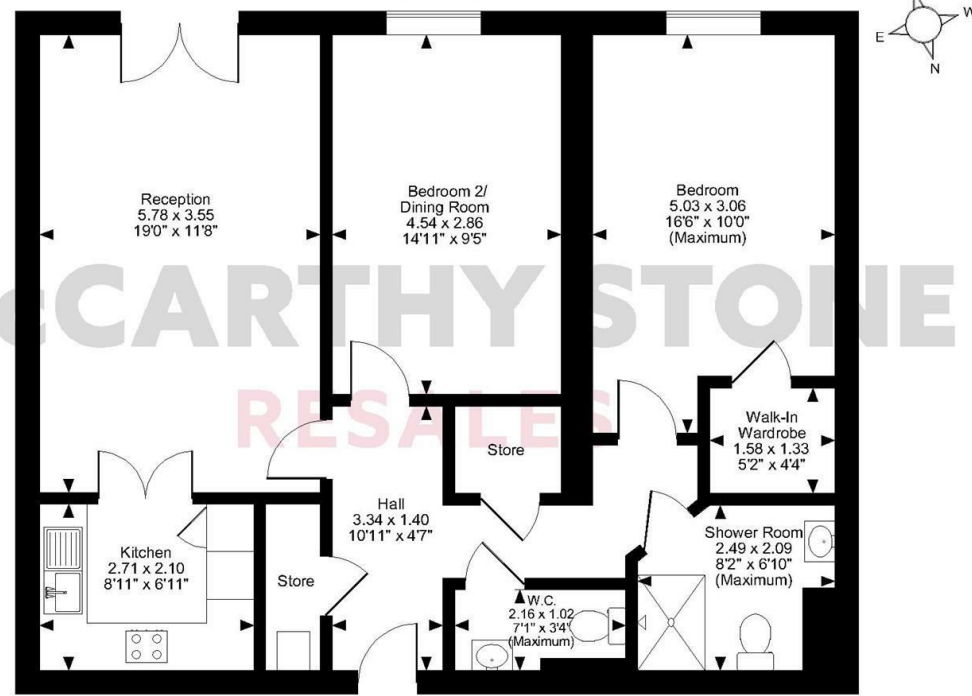 W
E
N
Reception
5.78 x 3.55
19'0" x 11'8"
Bedroom 2/
Dining Room
4.54 x 2.86
14'11" x 9'5"
Bedroom
5.03 x 3.06
16'6" x 10'0"
(Maximum)
cCARTHY STONE
RESALES
Walk-In
Wardrobe
1.58 x 1.33
5'2" x 4'4"
Store
Hall
3.34 x 1.40
10'11" x 4'7"
Kitchen
2.71 x 2.10
8'11" x 6'11"
Store
Shower Room
2.49 x 2.09
8'2" x 6'10"
(Maximum)
W.C.
2.16 x 1.02
7'1" x 3'4"
(Maximum)